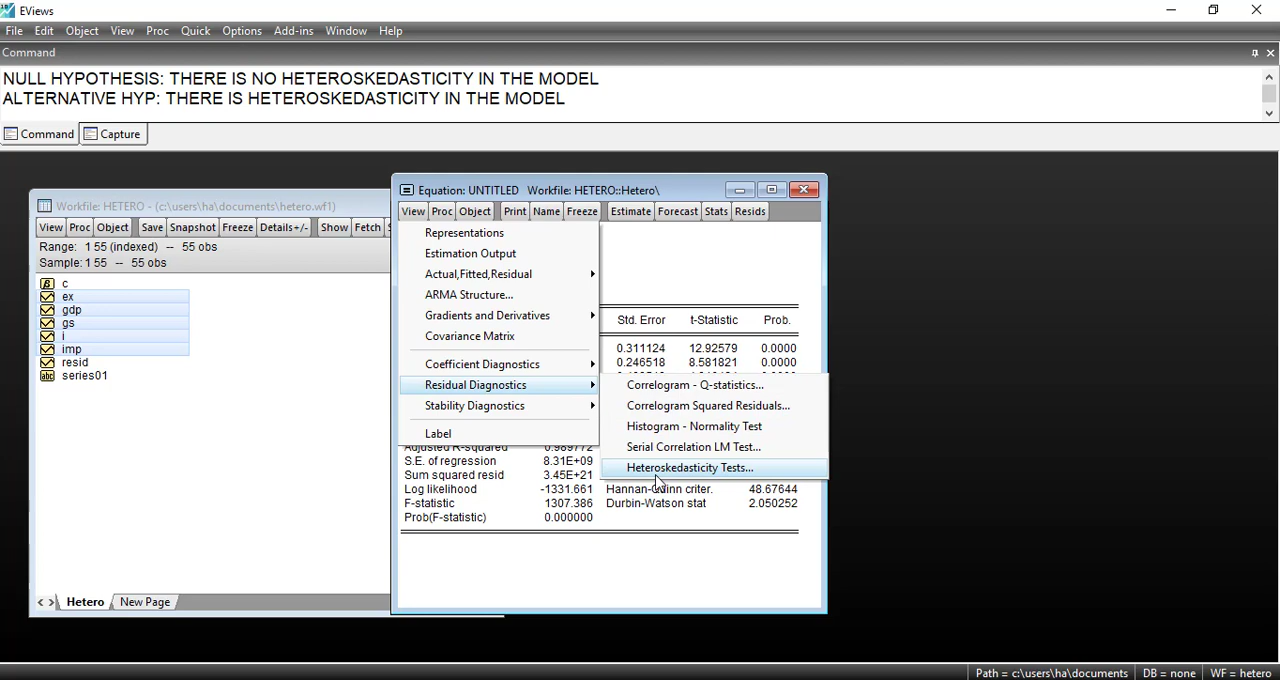 EViews
File Edit Object View Proc Quick Options Add-ins Window Help
Command
NULL HYPOTHESIS: THERE IS NO HETEROSKEDASTICITY IN THE MODEL
ALTERNATIVE HYP: THERE IS HETEROSKEDASTICITY IN THE MODEL
Command Capture
Workfile: HETERO - (c:\users\ha\documents\hetero.wf1)
View Proc Object Save Snapshot Freeze Details+/- Show Fetch
Range: 1 55 (indexed) -- 55 obs
Sample: 1 55 -- 55 obs
c
ex
gdp
gs
i
imp
resid
series01
Hetero New Page
Equation: UNTITLED Workfile: HETERO::Hetero\
View Proc Object Print Name Freeze Estimate Forecast Stats Resids
Representations
Estimation Output
Actual,Fitted,Residual
ARMA Structure...
Gradients and Derivatives
Covariance Matrix
Coefficient Diagnostics
Residual Diagnostics
Stability Diagnostics
Label
Std. Error t-Statistic Prob.
0.311124 12.92579 0.0000
0.246518 8.581821 0.0000
Correlogram - Q-statistics...
Correlogram Squared Residuals...
Histogram - Normality Test
Serial Correlation LM Test...
Heteroskedasticity Tests...
Adjusted R-squared 0.989772
S.E. of regression 8.31E+09
Sum squared resid 3.45E+21
Log likelihood -1331.661 Hannan-Quinn criter. 48.67644
F-statistic 1307.386 Durbin-Watson stat 2.050252
Prob(F-statistic) 0.000000
Path = c:\users\ha\documents DB = none WF = hetero